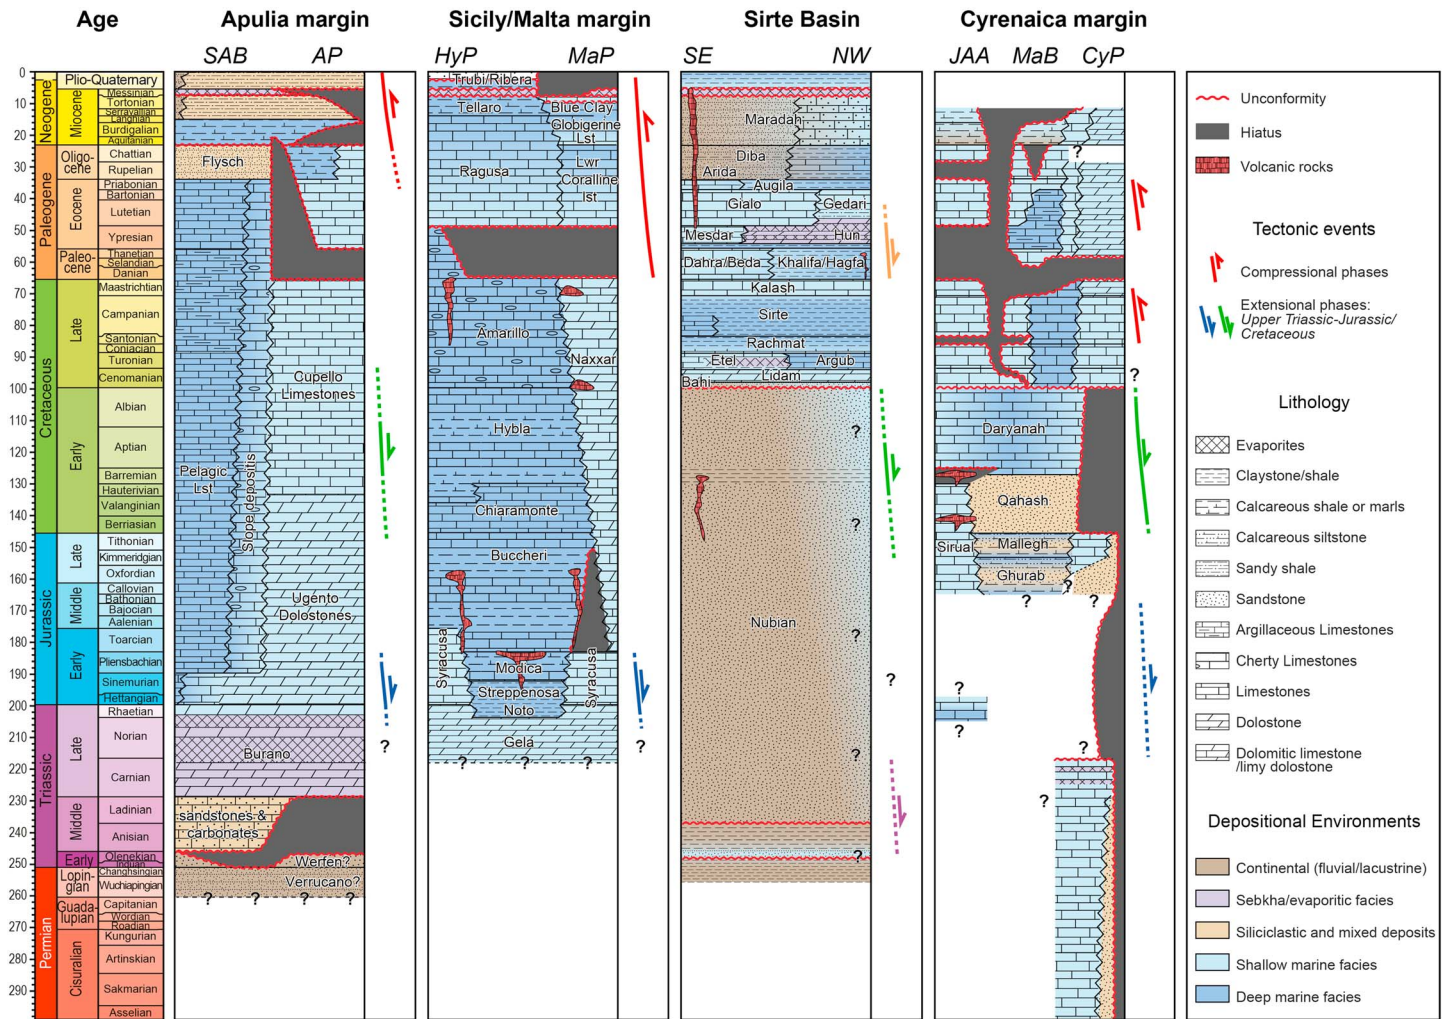 Age
Apulia margin
Sicily/Malta margin
Sirte Basin
Cyrenaica margin
SAB AP
HyP MaP
SE NW
JAA MaB CyP
0
10
20
30
40
50
60
70
80
90
100
110
120
130
140
150
160
170
180
190
200
210
220
230
240
250
260
270
280
290
Neogene
Paleogene
Cretaceous
Jurassic
Triassic
Permian
Miocene
Oligo-
cene
Eocene
Paleo-
cene
Late
Early
Late
Middle
Early
Late
Middle
Early
Lopin-
gian
Guada-
lupian
Cisuralian
Plio-Quaternary
Messinian
Tortonian
Serravalian
Langhian
Burdigalian
Aquitanian
Chattian
Rupelian
Priabonian
Bartonian
Lutetian
Ypresian
Thanetian
Selandian
Danian
Maastrichtian
Campanian
Santonian
Coniacian
Turonian
Cenomanian
Albian
Aptian
Barremian
Hauterivian
Valanginian
Berriasian
Tithonian
Kimmeridgian
Oxfordian
Callovian
Bathonian
Bajocian
Aalenian
Toarcian
Pliensbachian
Sinemurian
Hettangian
Rhaetian
Norian
Carnian
Ladinian
Anisian
Olenekian
Induan
Changhsingian
Wuchiapingian
Capitanian
Wordian
Roadian
Kungurian
Artinskian
Sakmarian
Asselian
Flysch
Cupello
Limestones
Pelagic
Lst
Slope depositis
Ugento
Dolostones
Burano
sandstones &
carbonates
Werfen?
Verrucano?
? ? ? ?
?
Trubi/Ribera
Tellaro
Blue Clay
Globigerine
Lst
Ragusa
Lwr
Coralline
lst
Amarillo
Naxxar
Hybla
Chiaramonte
Buccheri
Syracusa
Modica
Streppenosa
Noto
Syracusa
Gela
? ? ?
?
Maradah
Diba
Arida
Augila
Gialo Gedari
Mesdar Hun
Dahra/Beda Khalifa/Hagfa
Kalash
Sirte
Rachmat
Etel Argub
Lidam
Bahi
?
?
Nubian
?
?
?
?
?
?
Daryanah
Qahash
Sirua Mallegh
Ghurab
?
? ?
?
?
?
?
Unconformity
Hiatus
Volcanic rocks
Tectonic events
Compressional phases
Extensional phases:
Upper Triassic-Jurassic/
Cretaceous
Lithology
Evaporites
Claystone/shale
Calcareous shale or marls
Calcareous siltstone
Sandy shale
Sandstone
Argillaceous Limestones
Cherty Limestones
Limestones
Dolostone
Dolomitic limestone
/limy dolostone
Depositional Environments
Continental (fluvial/lacustrine)
Sebkha/evaporitic facies
Siliciclastic and mixed deposits
Shallow marine facies
Deep marine facies